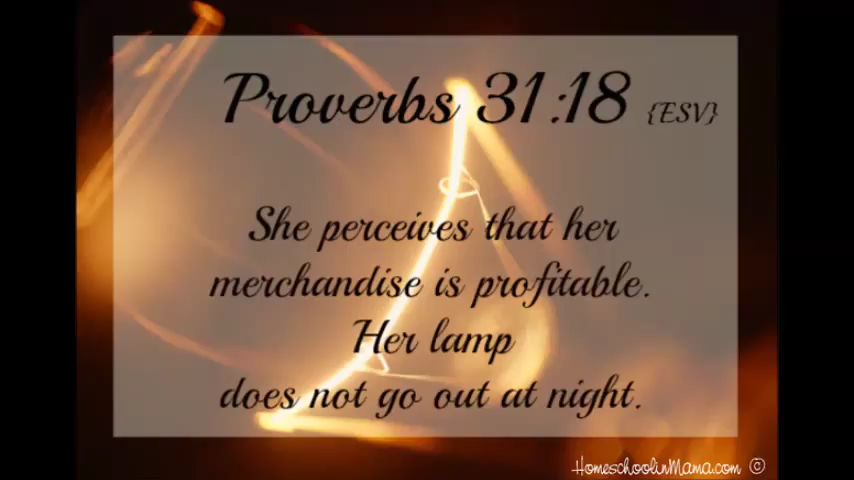 Proverbs 31:18 {ESV}
She perceives that her
merchandise is profitable.
Her lamp
does not go out at night.
HomeschoolinMama.com ©